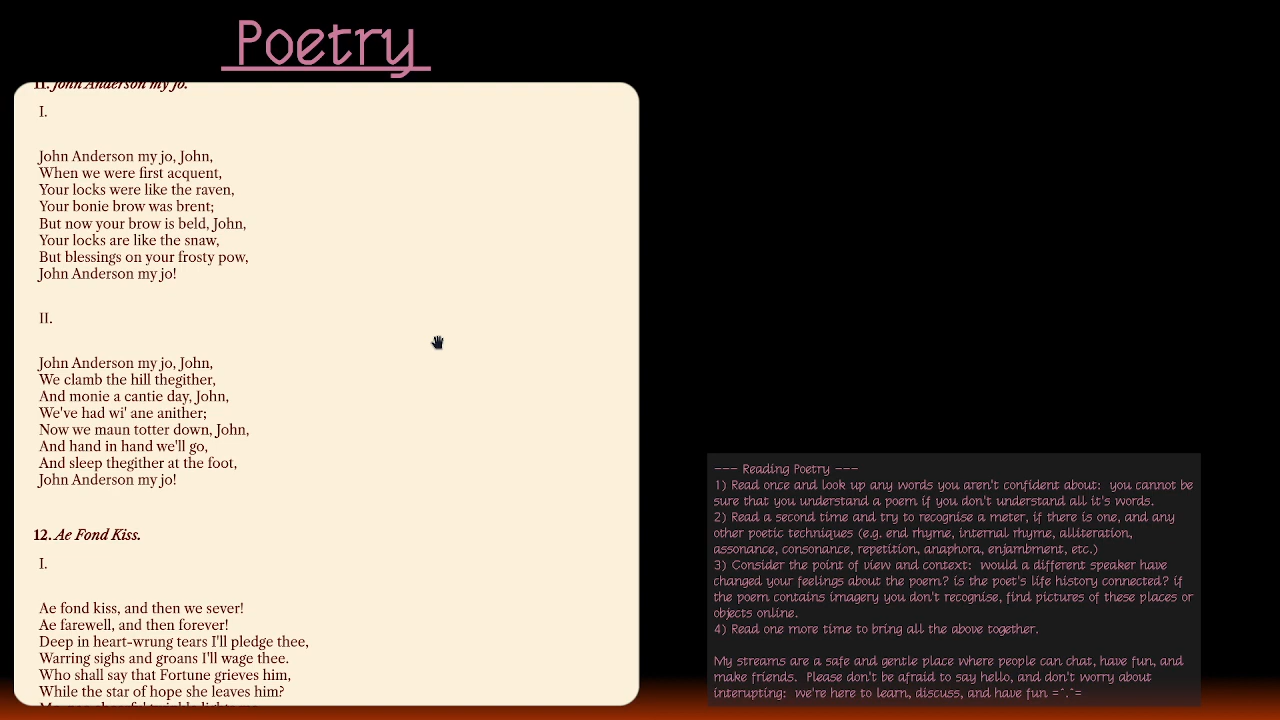 Poetry
11. John Anderson my jo.
I.
John Anderson my jo, John,
When we were first acquent,
Your locks were like the raven,
Your bonie brow was brent;
But now your brow is beld, John,
Your locks are like the snaw,
But blessings on your frosty pow,
John Anderson my jo!
II.
John Anderson my jo, John,
We clamb the hill thegither,
And monie a cantie day, John,
We've had wi' ane anither;
Now we maun totter down, John,
And hand in hand we'll go,
And sleep thegither at the foot,
John Anderson my jo!
12. Ae Fond Kiss.
I.
Ae fond kiss, and then we sever!
Ae farewell, and then forever!
Deep in heart-wrung tears I'll pledge thee,
Warring sighs and groans I'll wage thee.
Who shall say that Fortune grieves him,
While the star of hope she leaves him?
--- Reading Poetry ---
1) Read once and look up any words you aren't confident about: you cannot be
sure that you understand a poem if you don't understand all it's words.
2) Read a second time and try to recognise a meter, if there is one, and any
other poetic techniques (e.g. end rhyme, internal rhyme, alliteration,
assonance, consonance, repetition, anaphora, enjambment, etc.)
3) Consider the point of view and context: would a different speaker have
changed your feelings about the poem? is the poet's life history connected? if
the poem contains imagery you don't recognise, find pictures of these places or
objects online.
4) Read one more time to bring all the above together.
My streams are a safe and gentle place where people can chat, have fun, and
make friends. Please don't be afraid to say hello, and don't worry about
interupting: we're here to learn, discuss, and have fun =^.^=